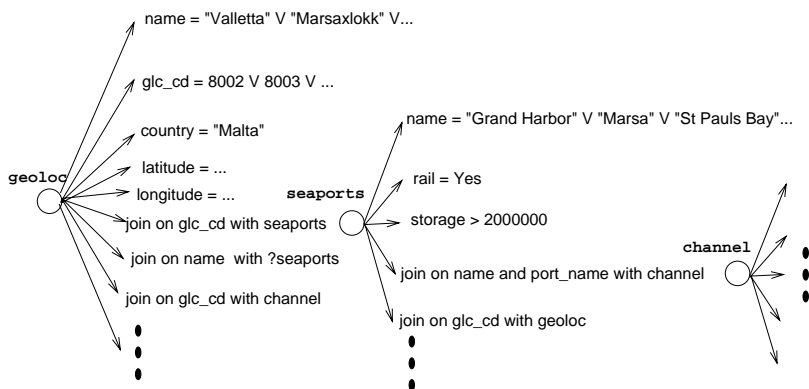 name = "Valletta" V "Marsaxlokk" V...
glc_cd = 8002 V 8003 V ...
country = "Malta"
geoloc
latitude = ...
longitude = ...
join on glc_cd with seaports
join on name with ?seaports
join on glc_cd with channel
name = "Grand Harbor" V "Marsa" V "St Pauls Bay"...
seaports
rail = Yes
storage > 2000000
join on name and port_name with channel
join on glc_cd with geoloc
channel